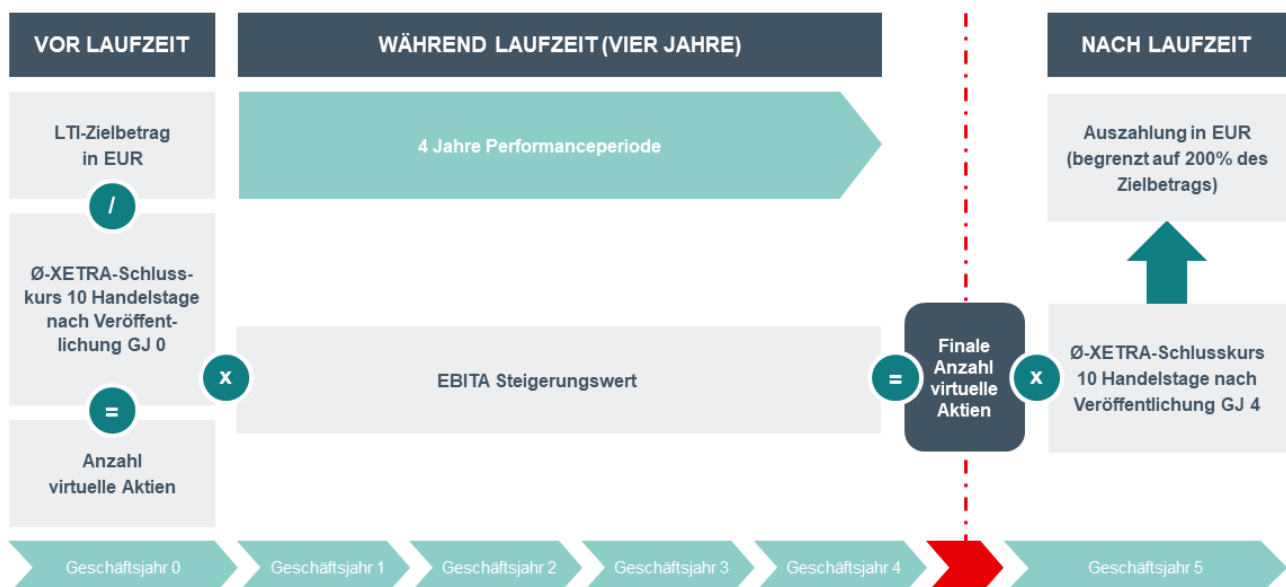 VOR LAUFZEIT
WÄHREND LAUFZEIT (VIER JAHRE)
NACH LAUFZEIT
LTI-Zielbetrag
in EUR
/
Ø-XETRA-Schluss-
kurs 10 Handelstage
nach Veröffent-
lichung GJ 0
=
Anzahl
virtuelle Aktien
4 Jahre Performanceperiode
x
EBITA Steigerungswert
=
Finale
Anzahl
virtuelle
Aktien
x
Auszahlung in EUR
(begrenzt auf 200% des
Zielbetrags)
Ø-XETRA-Schlusskurs
10 Handelstage nach
Veröffentlichung GJ 4
Geschäftsjahr 0
Geschäftsjahr 1
Geschäftsjahr 2
Geschäftsjahr 3
Geschäftsjahr 4
Geschäftsjahr 5